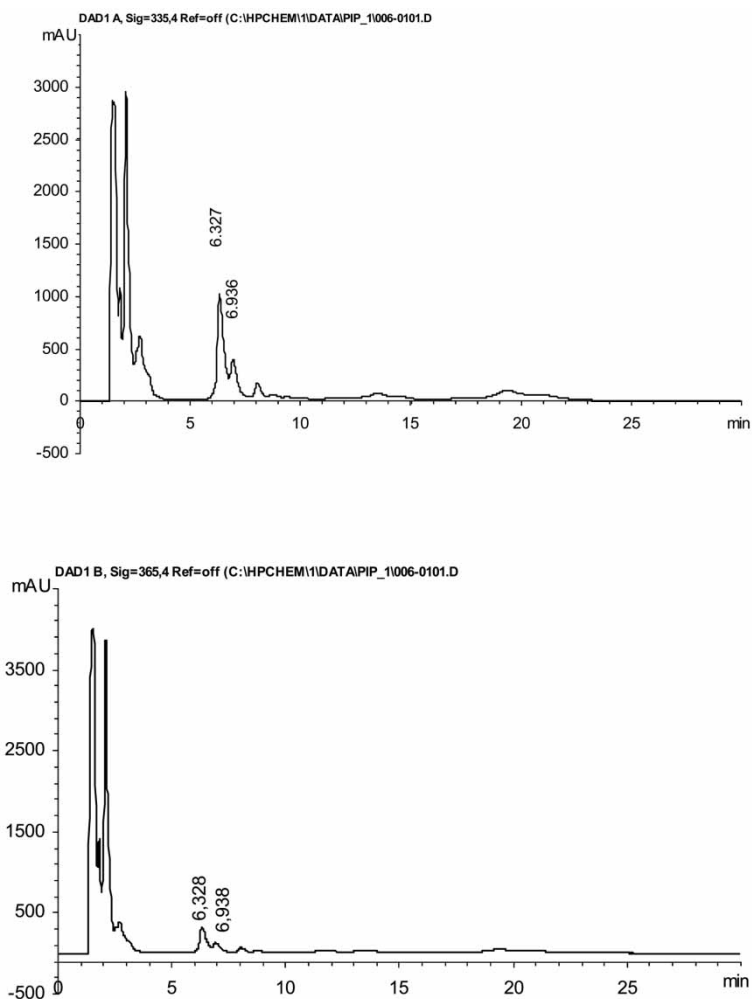 DAD1 A, Sig=335,4 Ref=off (C:\HPCHEM\1\DATA\PIP_1\006-0101.D
mAU
3000
2500
2000
1500
1000
500
0
-500
6.327
6.936
0 5 10 15 20 25 min
DAD1 B, Sig=365,4 Ref=off (C:\HPCHEM\1\DATA\PIP_1\006-0101.D
mAU
3500
2500
1500
500
-500
6,328
6,938
0 5 10 15 20 25 min